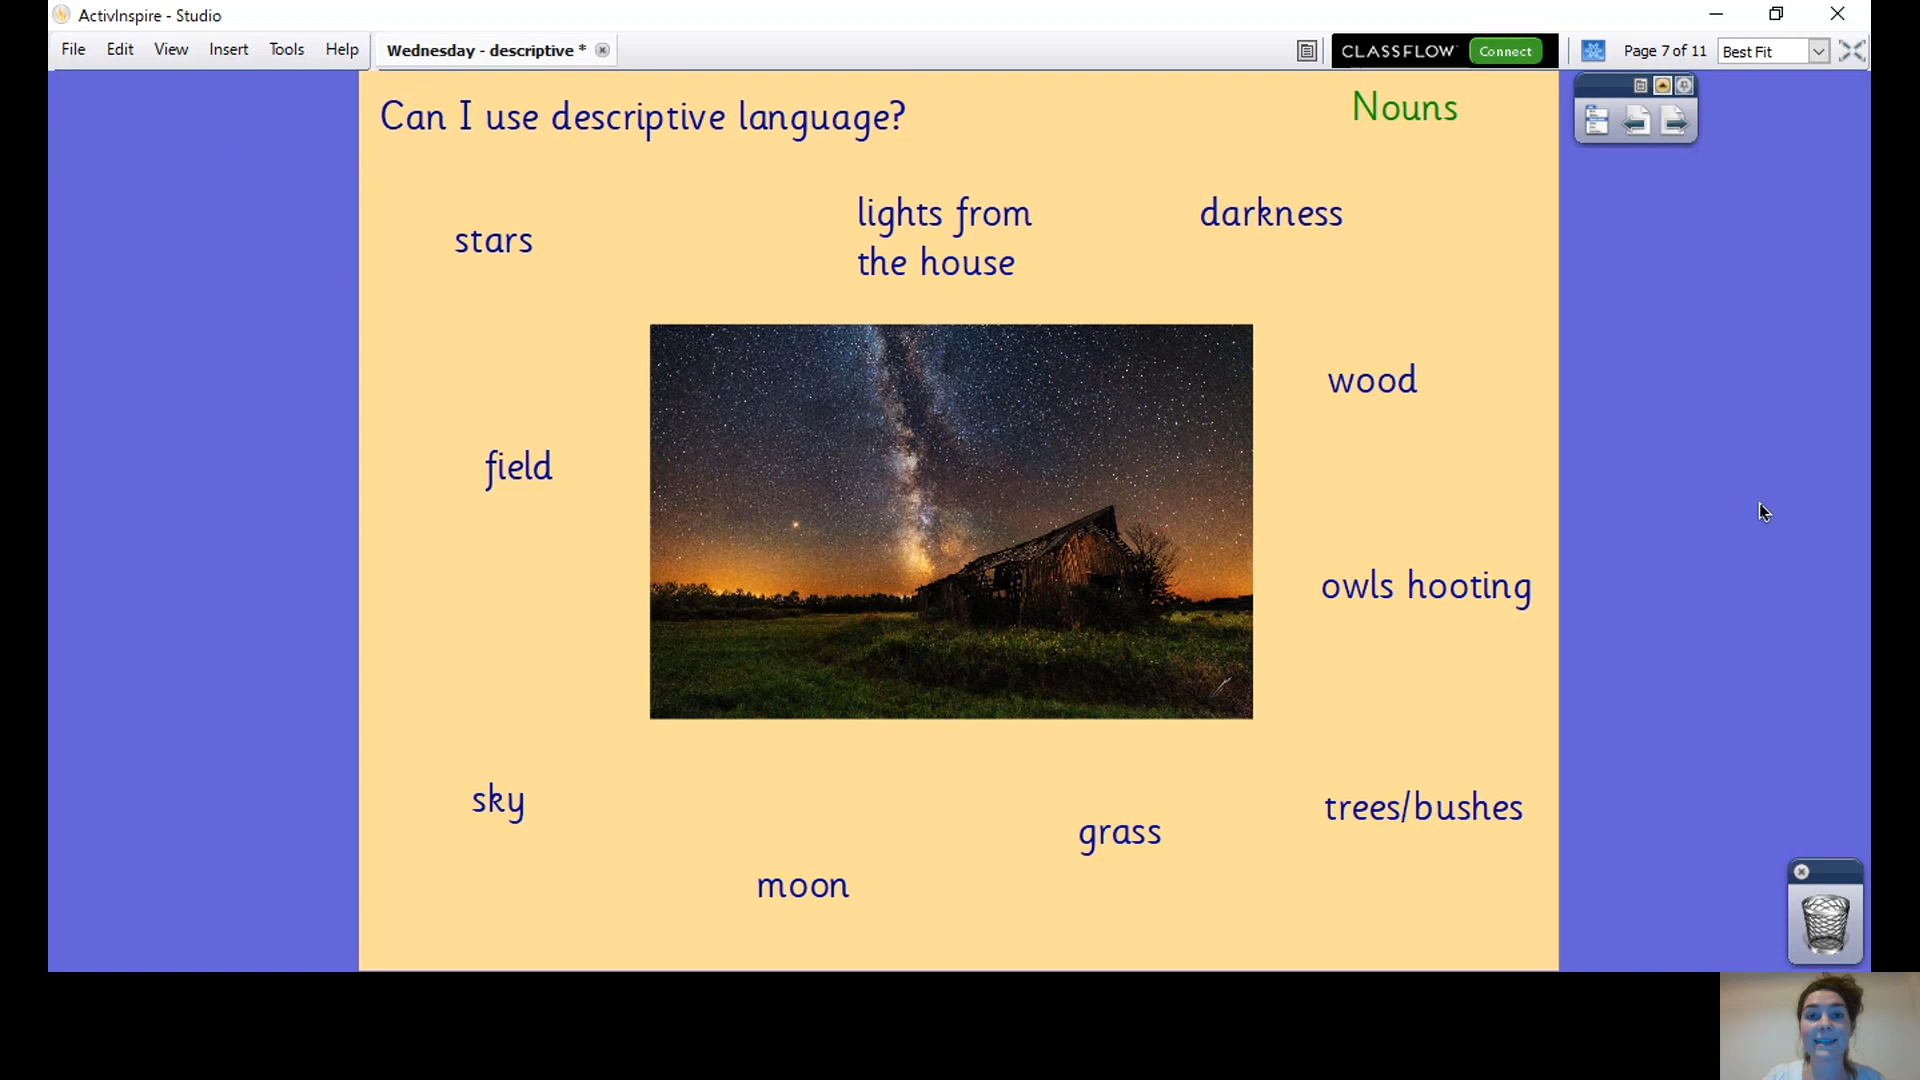 ActivInspire - Studio
File Edit View Insert Tools Help
Wednesday - descriptive *
CLASSFLOW Connect
Page 7 of 11
Best Fit
Can I use descriptive language?
Nouns
stars
lights from
the house
darkness
wood
field
owls hooting
sky
trees/bushes
grass
moon